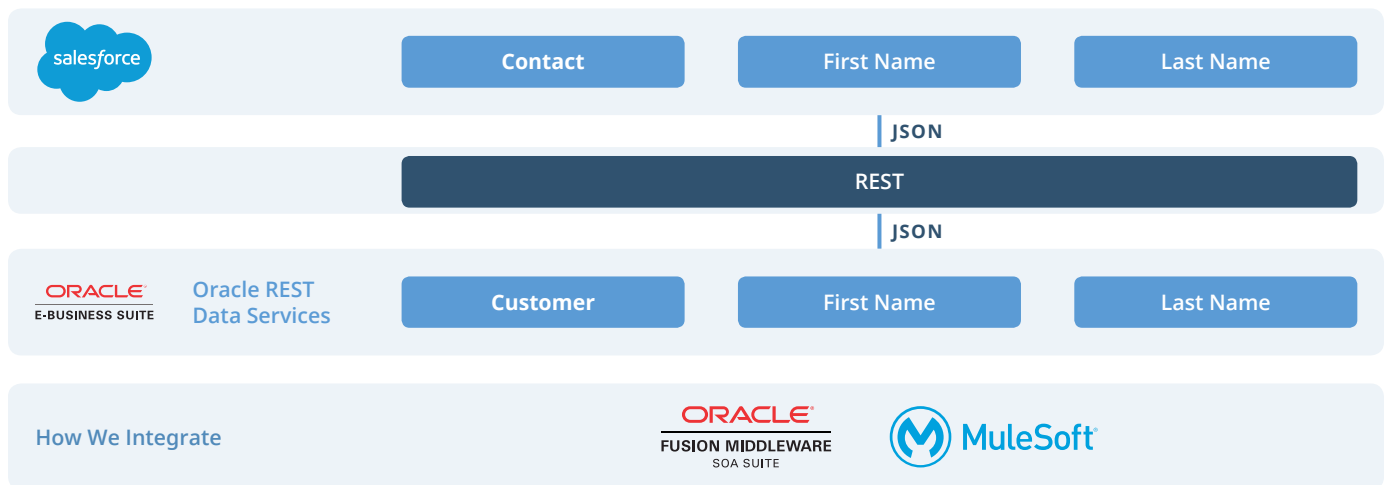 salesforce
Contact
First Name
Last Name
JSON
REST
JSON
ORACLE®
E-BUSINESS SUITE
Oracle REST
Data Services
Customer
First Name
Last Name
How We Integrate
ORACLE®
FUSION MIDDLEWARE
SOA SUITE
MuleSoft®